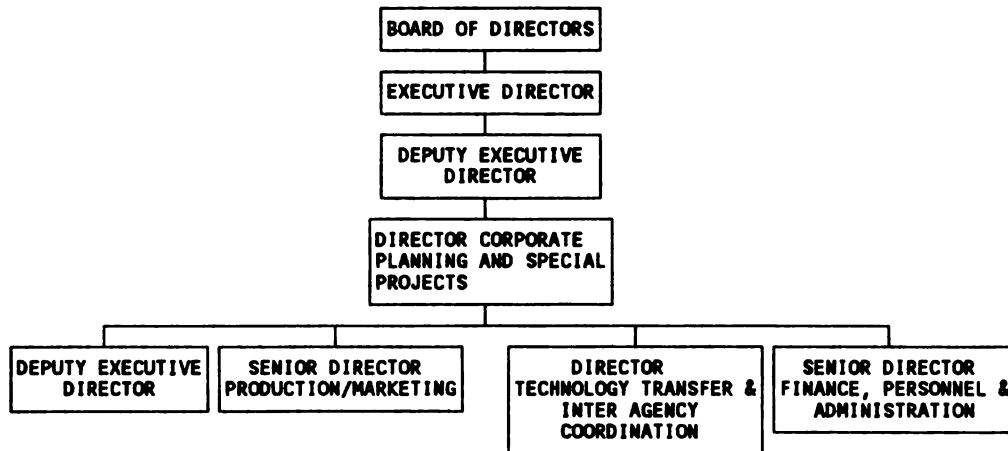 BOARD OF DIRECTORS
EXECUTIVE DIRECTOR
DEPUTY EXECUTIVE
DIRECTOR
DIRECTOR CORPORATE
PLANNING AND SPECIAL
PROJECTS
DEPUTY EXECUTIVE
DIRECTOR
SENIOR DIRECTOR
PRODUCTION/MARKETING
DIRECTOR
TECHNOLOGY TRANSFER &
INTER AGENCY
COORDINATION
SENIOR DIRECTOR
FINANCE, PERSONNEL &
ADMINISTRATION